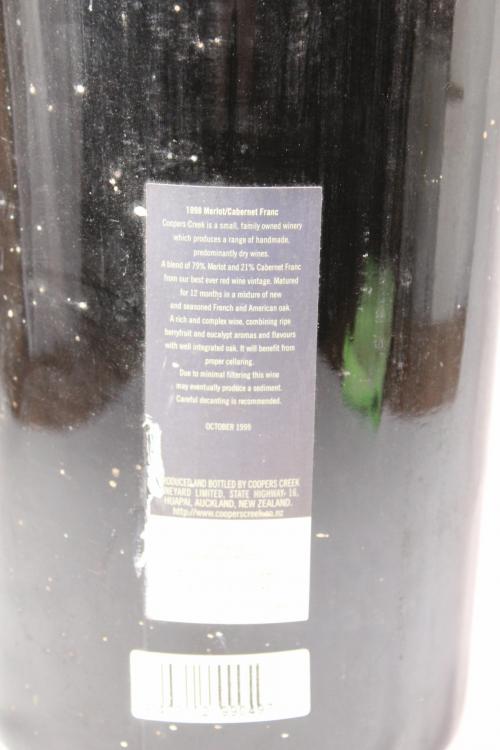 1998 Merlot/Cabernet Franc
Coopers Creek is a small, family owned winery
which produces a range of handmade,
predominantly dry wines.
A blend of 79% Merlot and 21% Cabernet Franc
from our best ever red wine vintage. Matured
for 12 months in a mixture of new
and seasoned French and American oak.
A rich and complex wine, combining ripe
berryfruit and eucalypt aromas and flavours
with well integrated oak. It will benefit from
proper cellaring.
Due to minimal filtering this wine
may eventually produce a sediment.
Careful decanting is recommended.
OCTOBER 1999
RODUCED AND BOTTLED BY COOPERS CREEK
NEYARD LIMITED, STATE HIGHWAY 16,
HUAPAI, AUCKLAND, NEW ZEALAND.
http://www.cooperscreek.co.nz